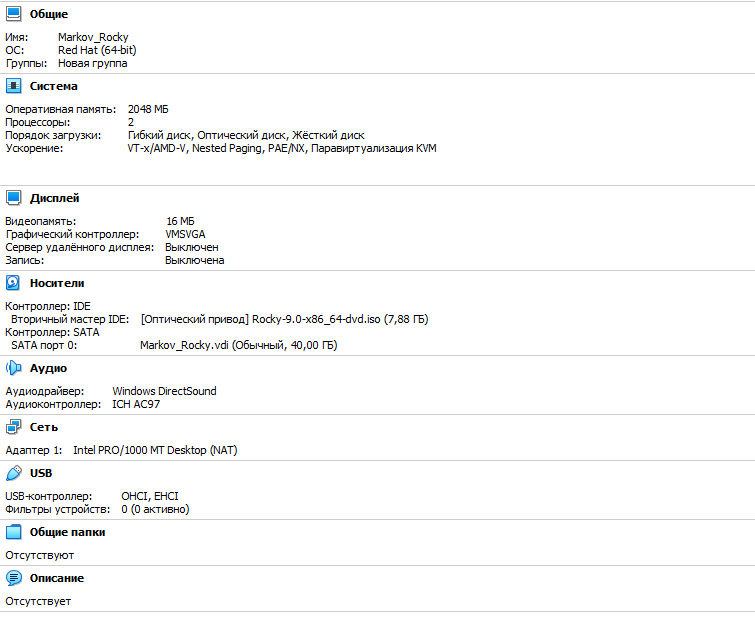 Общие
Имя: Markov_Rocky
ОС: Red Hat (64-bit)
Группы: Новая группа
Система
Оперативная память: 2048 МБ
Процессоры: 2
Порядок загрузки: Гибкий диск, Оптический диск, Жёсткий диск
Ускорение: VT-x/AMD-V, Nested Paging, PAE/NX, Паравиртуализация KVM
Дисплей
Видеопамять: 16 МБ
Графический контроллер: VMSVGA
Сервер удалённого дисплея: Выключен
Запись: Выключена
Носители
Контроллер: IDE
Вторичный мастер IDE: [Оптический привод] Rocky-9.0-x86_64-dvd.iso (7,88 ГБ)
Контроллер: SATA
SATA порт 0: Markov_Rocky.vdi (Обычный, 40,00 ГБ)
Аудио
Аудиодрайвер: Windows DirectSound
Аудиоконтроллер: ICH AC97
Сеть
Адаптер 1: Intel PRO/1000 MT Desktop (NAT)
USB
USB-контроллер: OHCI, EHCI
Фильтры устройств: 0 (0 активно)
Общие папки
Отсутствуют
Описание
Отсутствует